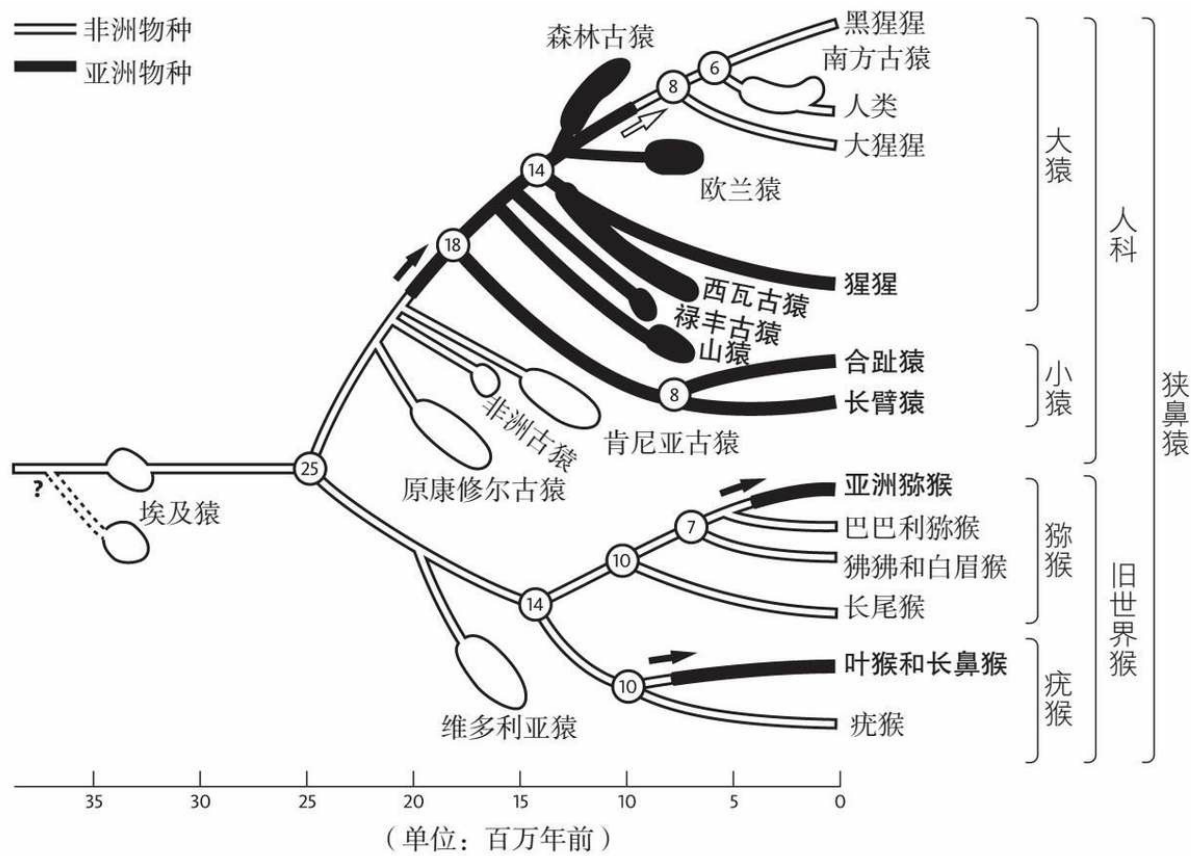 非洲物种
亚洲物种
森林古猿
黑猩猩
南方古猿
人类
大猩猩
欧兰猿
猩猩
西瓦古猿
禄丰古猿
山猿
合趾猿
长臂猿
肯尼亚古猿
非洲古猿
原康修尔古猿
埃及猿
?
亚洲猕猴
巴巴利猕猴
狒狒和白眉猴
长尾猴
叶猴和长鼻猴
疣猴
维多利亚猿
6
8
14
18
8
25
7
10
14
10
大猿
小猿
人科
狭鼻猿
猕猴
疣猴
旧世界猴
35 30 25 20 15 10 5 0
(单位：百万年前)